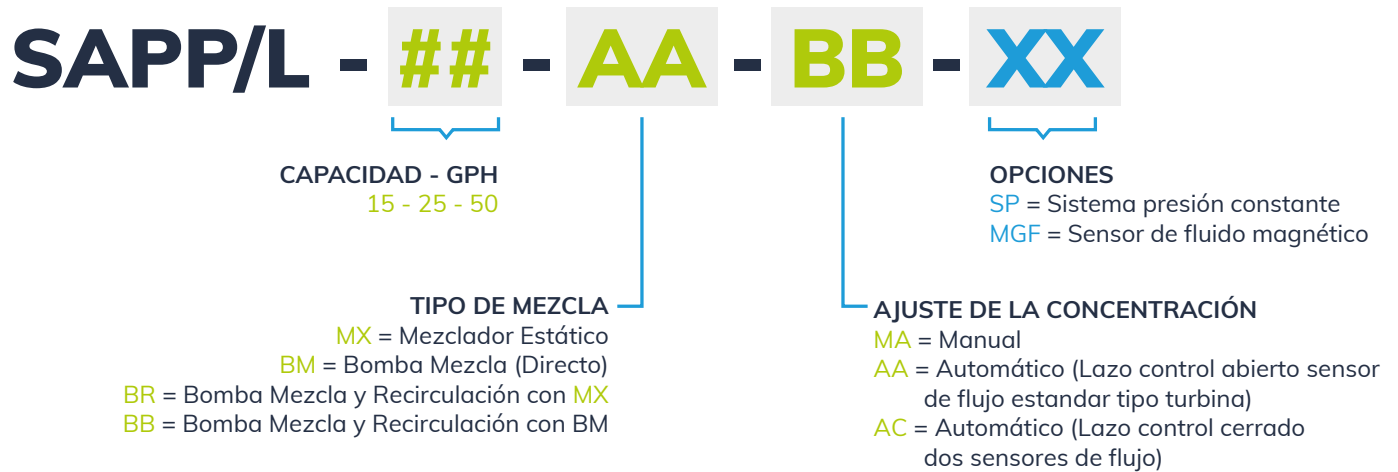 SAPP/L - ## - AA - BB - XX
CAPACIDAD - GPH
15 - 25 - 50
OPCIONES
SP = Sistema presión constante
MGF = Sensor de fluido magnético
TIPO DE MEZCLA
MX = Mezclador Estático
BM = Bomba Mezcla (Directo)
BR = Bomba Mezcla y Recirculación con MX
BB = Bomba Mezcla y Recirculación con BM
AJUSTE DE LA CONCENTRACIÓN
MA = Manual
AA = Automático (Lazo control abierto sensor
de flujo estandar tipo turbina)
AC = Automático (Lazo control cerrado
dos sensores de flujo)